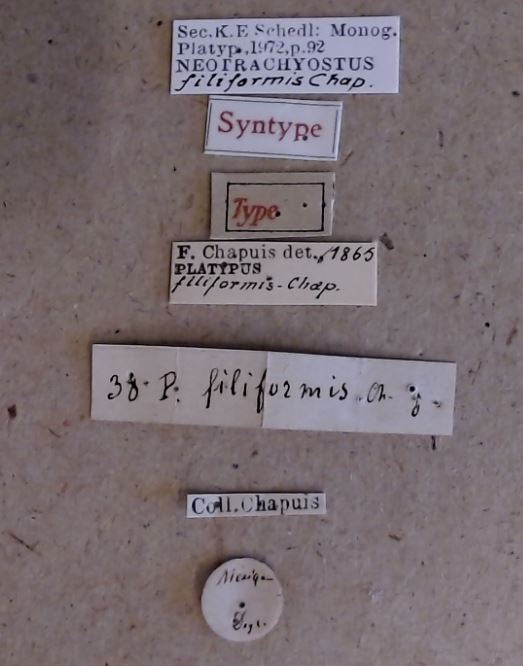 Sec.K.E Schedl: Monog.
Platyp.,1972,p.92
NEOTRACHYOSTUS
filiformis Chap.
Syntype
Type
F. Chapuis det., 1865
PLATYPUS
filiformis - Chap.
38. P. filiformis. Ch.
Coll.Chapuis